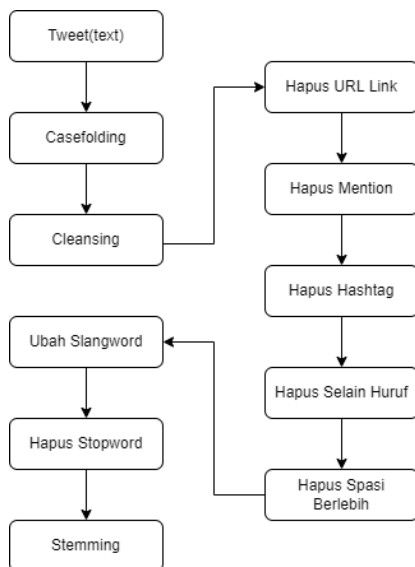 Tweet(text)
Casefolding
Cleansing
Hapus URL Link
Hapus Mention
Hapus Hashtag
Hapus Selain Huruf
Hapus Spasi
Berlebih
Ubah Slangword
Hapus Stopword
Stemming